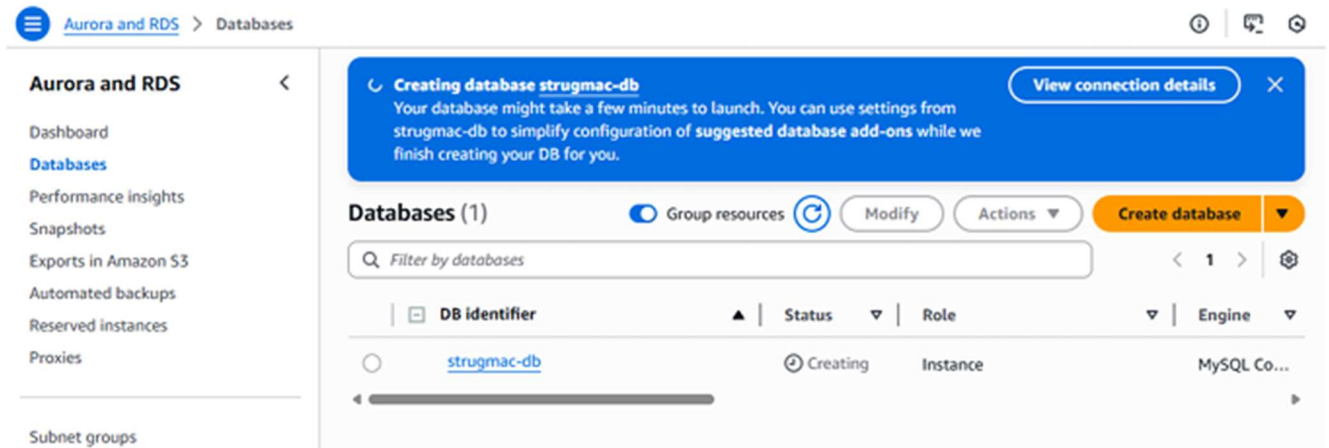 Aurora and RDS > Databases
Aurora and RDS
Dashboard
Databases
Performance insights
Snapshots
Exports in Amazon S3
Automated backups
Reserved instances
Proxies
Subnet groups
Creating database strugmac-db
Your database might take a few minutes to launch. You can use settings from
strugmac-db to simplify configuration of suggested database add-ons while we
finish creating your DB for you.
View connection details
Databases (1)
Group resources
Modify
Actions
Create database
Filter by databases
1
DB identifier Status Role Engine
strugmac-db Creating Instance MySQL Co...